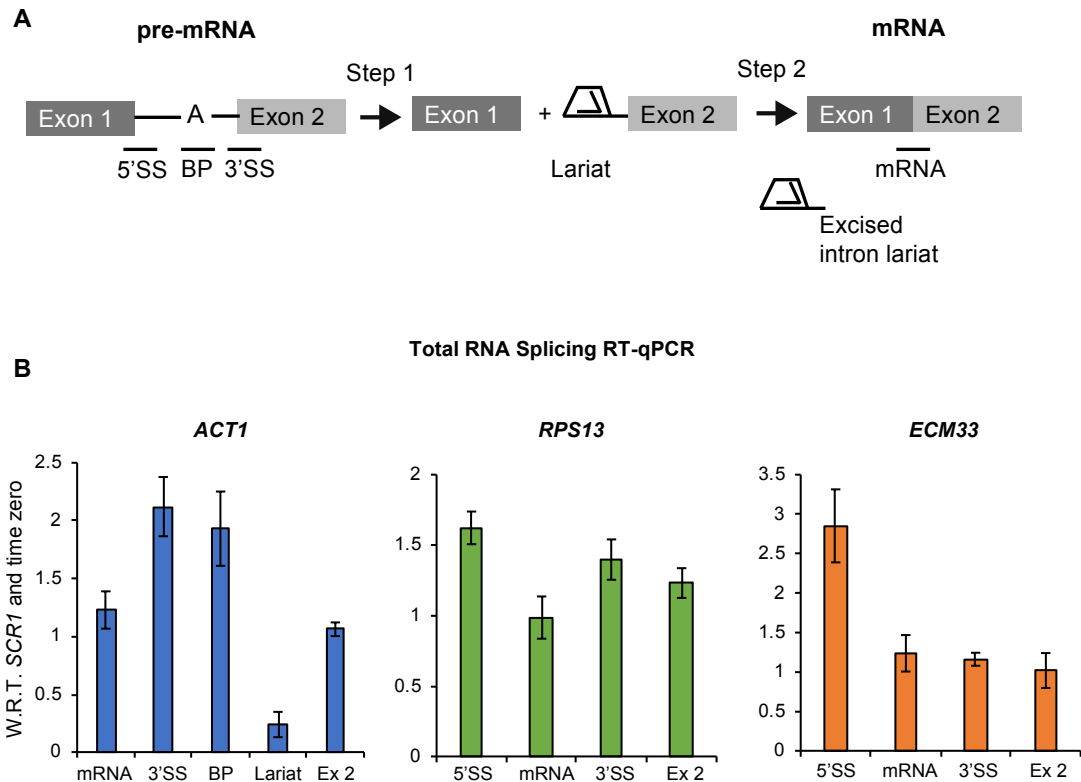 A
pre-mRNA
mRNA
Step 1
Step 2
Exon 1
A
Exon 2
Exon 1
+
Exon 2
Exon 1
Exon 2
5'SS
BP
3'SS
Lariat
mRNA
Excised
intron lariat
Total RNA Splicing RT-qPCR
B
ACT1
RPS13
ECM33
W.R.T. SCR1 and time zero
2.5
2
1.5
1
0.5
0
mRNA
3'SS
BP
Lariat
Ex 2
2
1.5
1
0.5
0
5'SS
mRNA
3'SS
Ex 2
3.5
3
2.5
2
1.5
1
0.5
0
5'SS
mRNA
3'SS
Ex 2